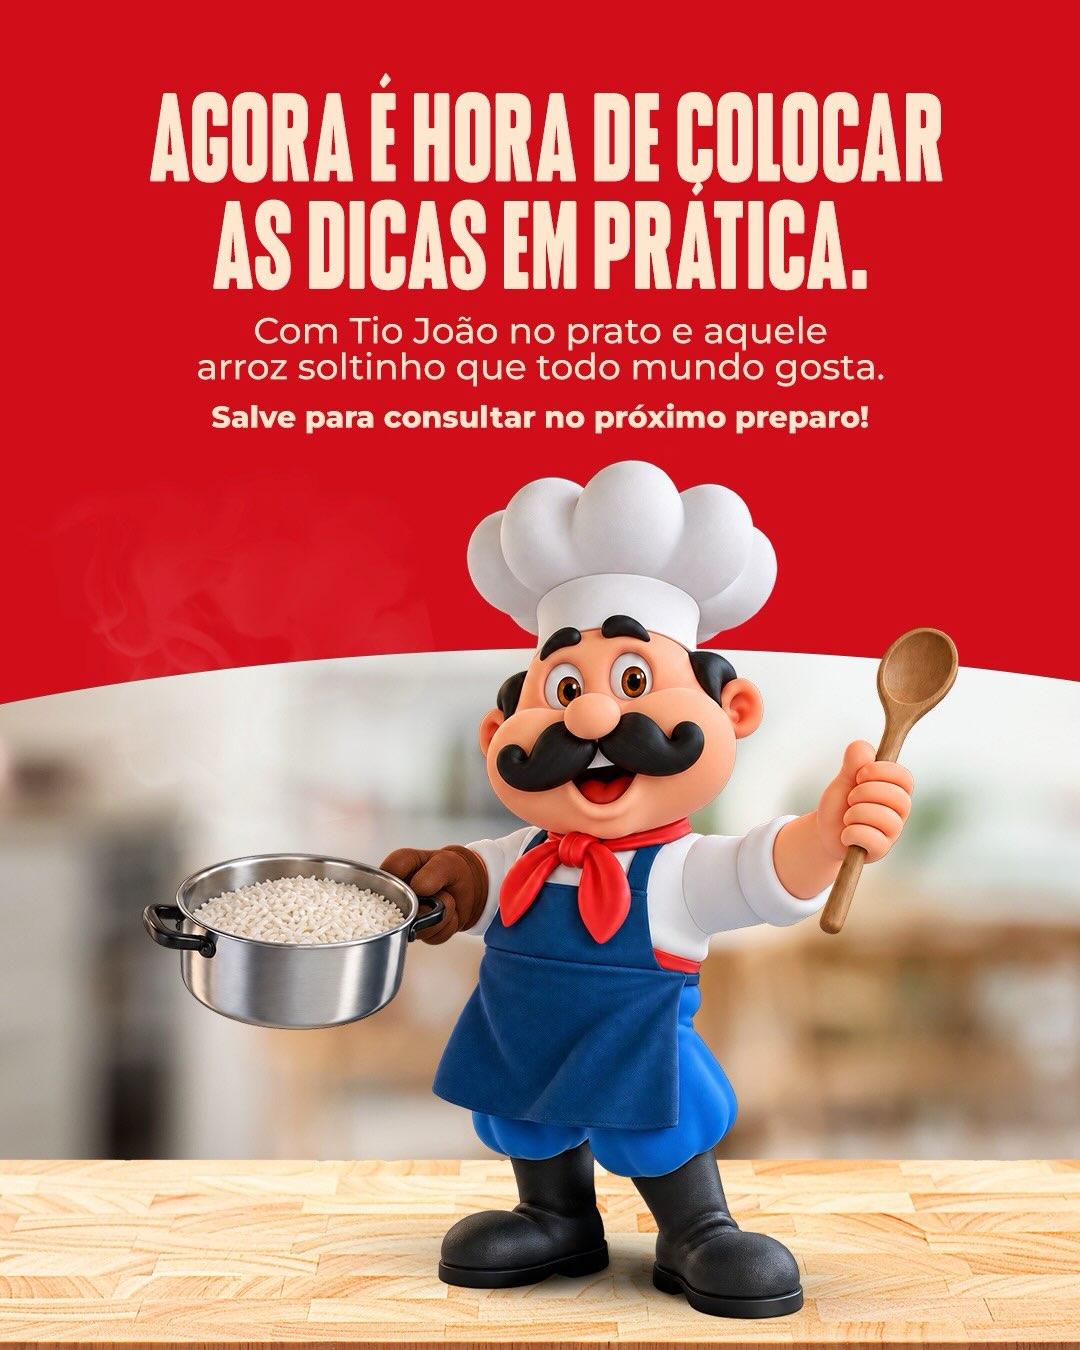 AGORA É HORA DE COLOCAR
AS DICAS EM PRÁTICA.
Com Tio João no prato e aquele
arroz soltinho que todo mundo gosta.
Salve para consultar no próximo preparo!